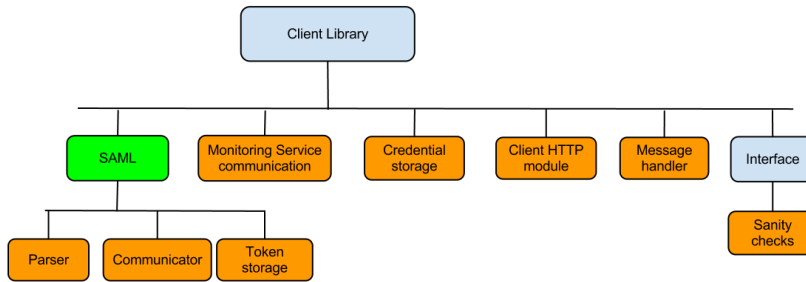 Client Library
SAML
Monitoring Service
communication
Credential
storage
Client HTTP
module
Message
handler
Interface
Parser
Communicator
Token
storage
Sanity
checks